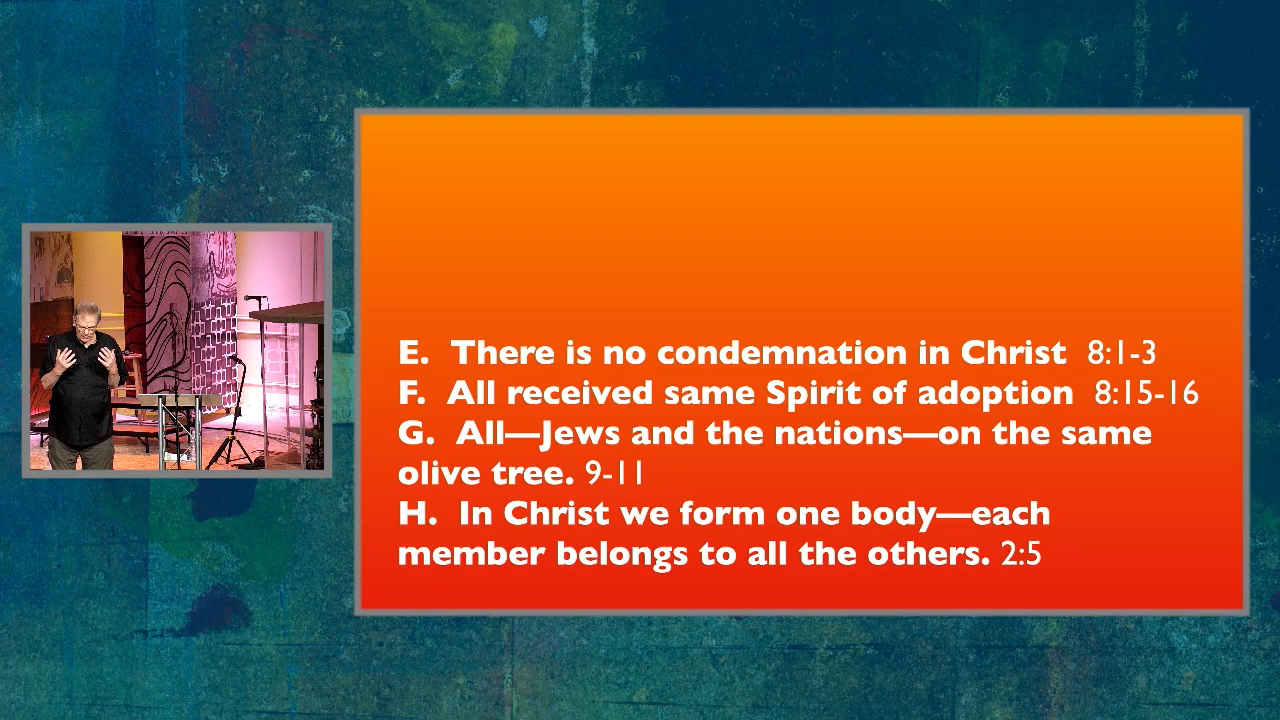 E.  There is no condemnation in Christ  8:1-3
F.  All received same Spirit of adoption  8:15-16
G.  All—Jews and the nations—on the same
olive tree. 9-11
H.  In Christ we form one body—each
member belongs to all the others. 2:5